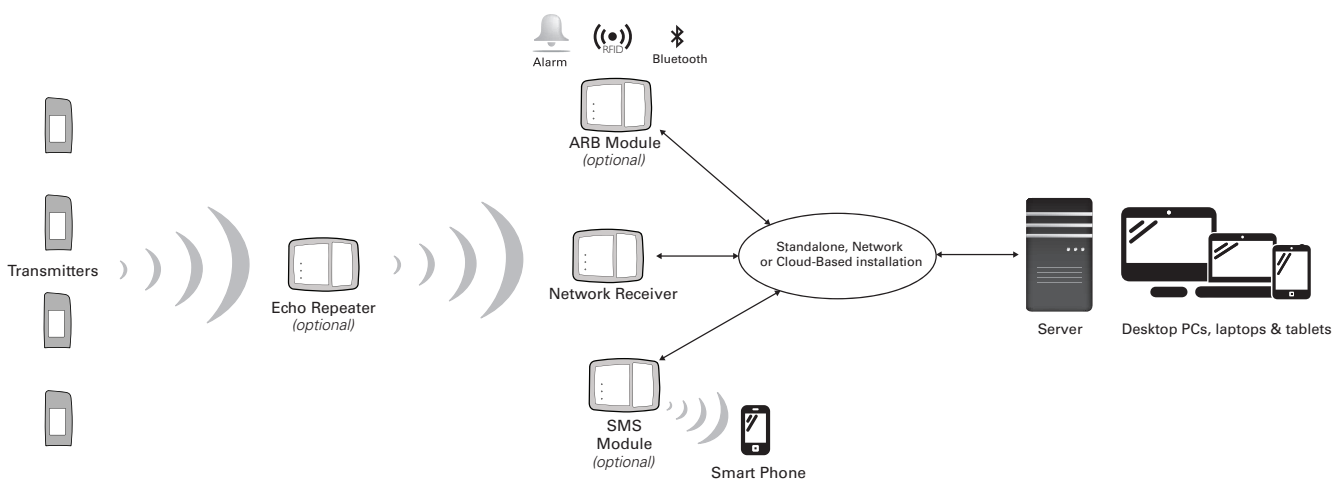 Alarm
RFID
Bluetooth
ARB Module
(optional)
Transmitters
Echo Repeater
(optional)
Network Receiver
Standalone, Network
or Cloud-Based installation
Server
Desktop PCs, laptops & tablets
SMS
Module
(optional)
Smart Phone